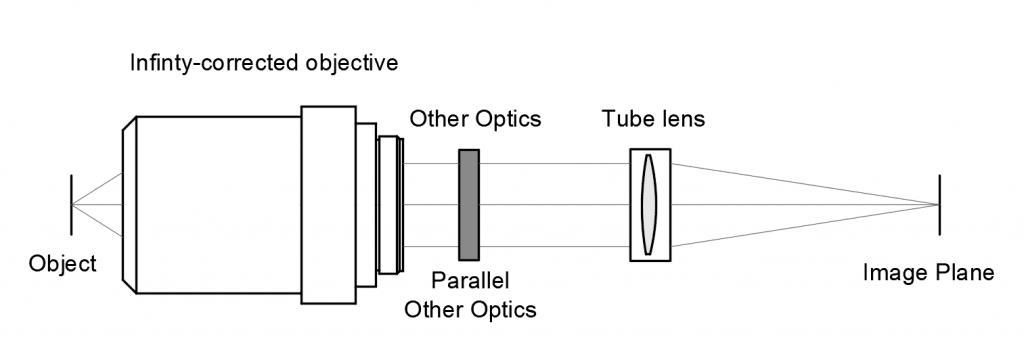 Infinty-corrected objective
Other Optics
Tube lens
Object
Parallel
Other Optics
Image Plane